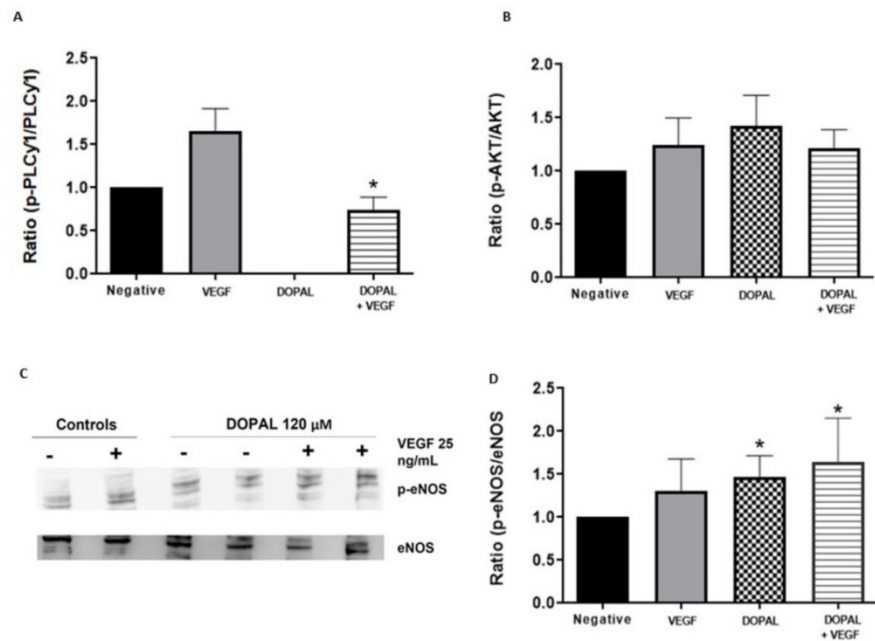 A
Ratio (p-PLCγ1/PLCγ1)
2.5
2.0
1.5
1.0
0.5
0.0
Negative
VEGF
DOPAL
DOPAL
+ VEGF
B
Ratio (p-AKT/AKT)
2.0
1.5
1.0
0.5
0.0
*
Negative
VEGF
DOPAL
DOPAL
+ VEGF
C
Controls
DOPAL 120 µM
- + - - + +
VEGF 25
ng/mL
p-eNOS
eNOS
D
Ratio (p-eNOS/eNOS
2.5
2.0
1.5
1.0
0.5
0.0
*
*
Negative
VEGF
DOPAL
DOPAL
+ VEGF